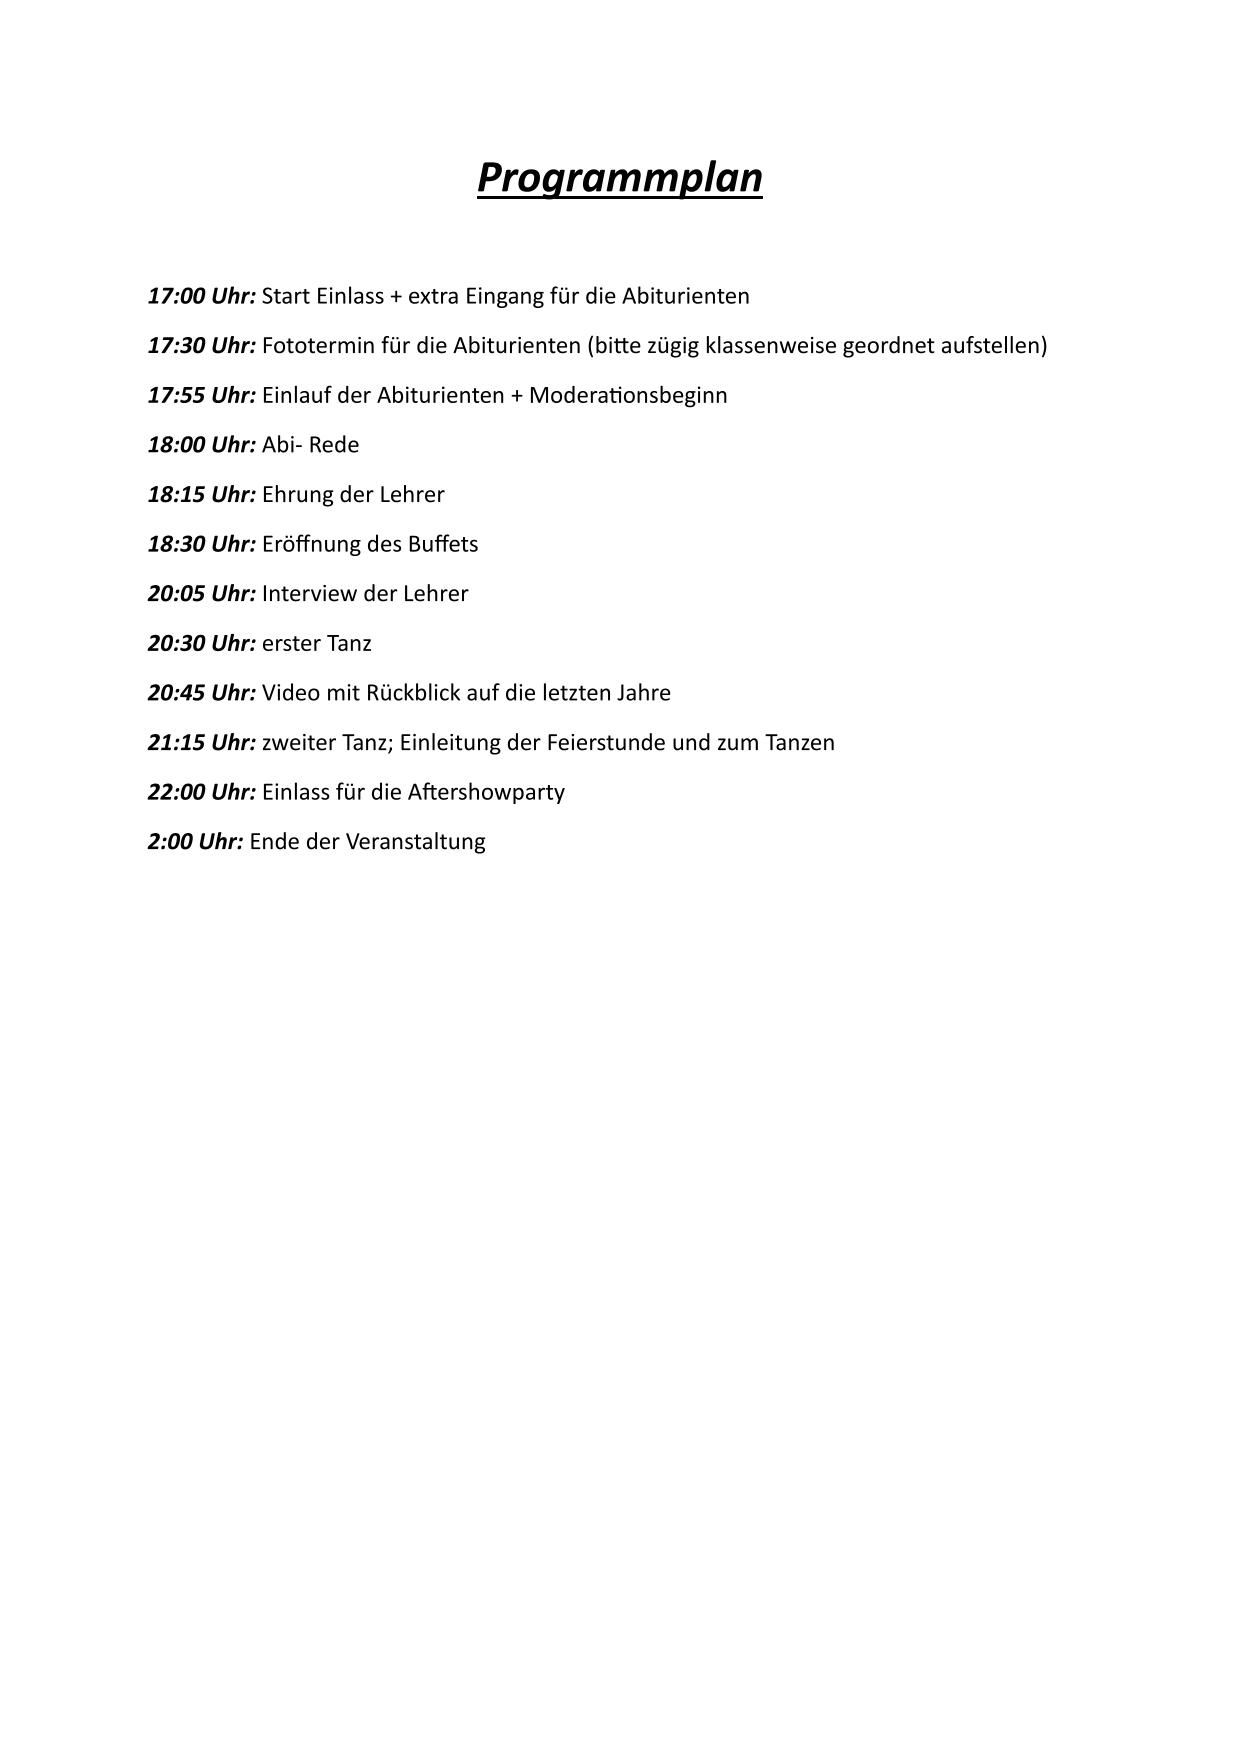 Programmplan
17:00 Uhr: Start Einlass + extra Eingang für die Abiturienten
17:30 Uhr: Fototermin für die Abiturienten (bitte zügig klassenweise geordnet aufstellen)
17:55 Uhr: Einlauf der Abiturienten + Moderationsbeginn
18:00 Uhr: Abi- Rede
18:15 Uhr: Ehrung der Lehrer
18:30 Uhr: Eröffnung des Buffets
20:05 Uhr: Interview der Lehrer
20:30 Uhr: erster Tanz
20:45 Uhr: Video mit Rückblick auf die letzten Jahre
21:15 Uhr: zweiter Tanz; Einleitung der Feierstunde und zum Tanzen
22:00 Uhr: Einlass für die Aftershowparty
2:00 Uhr: Ende der Veranstaltung